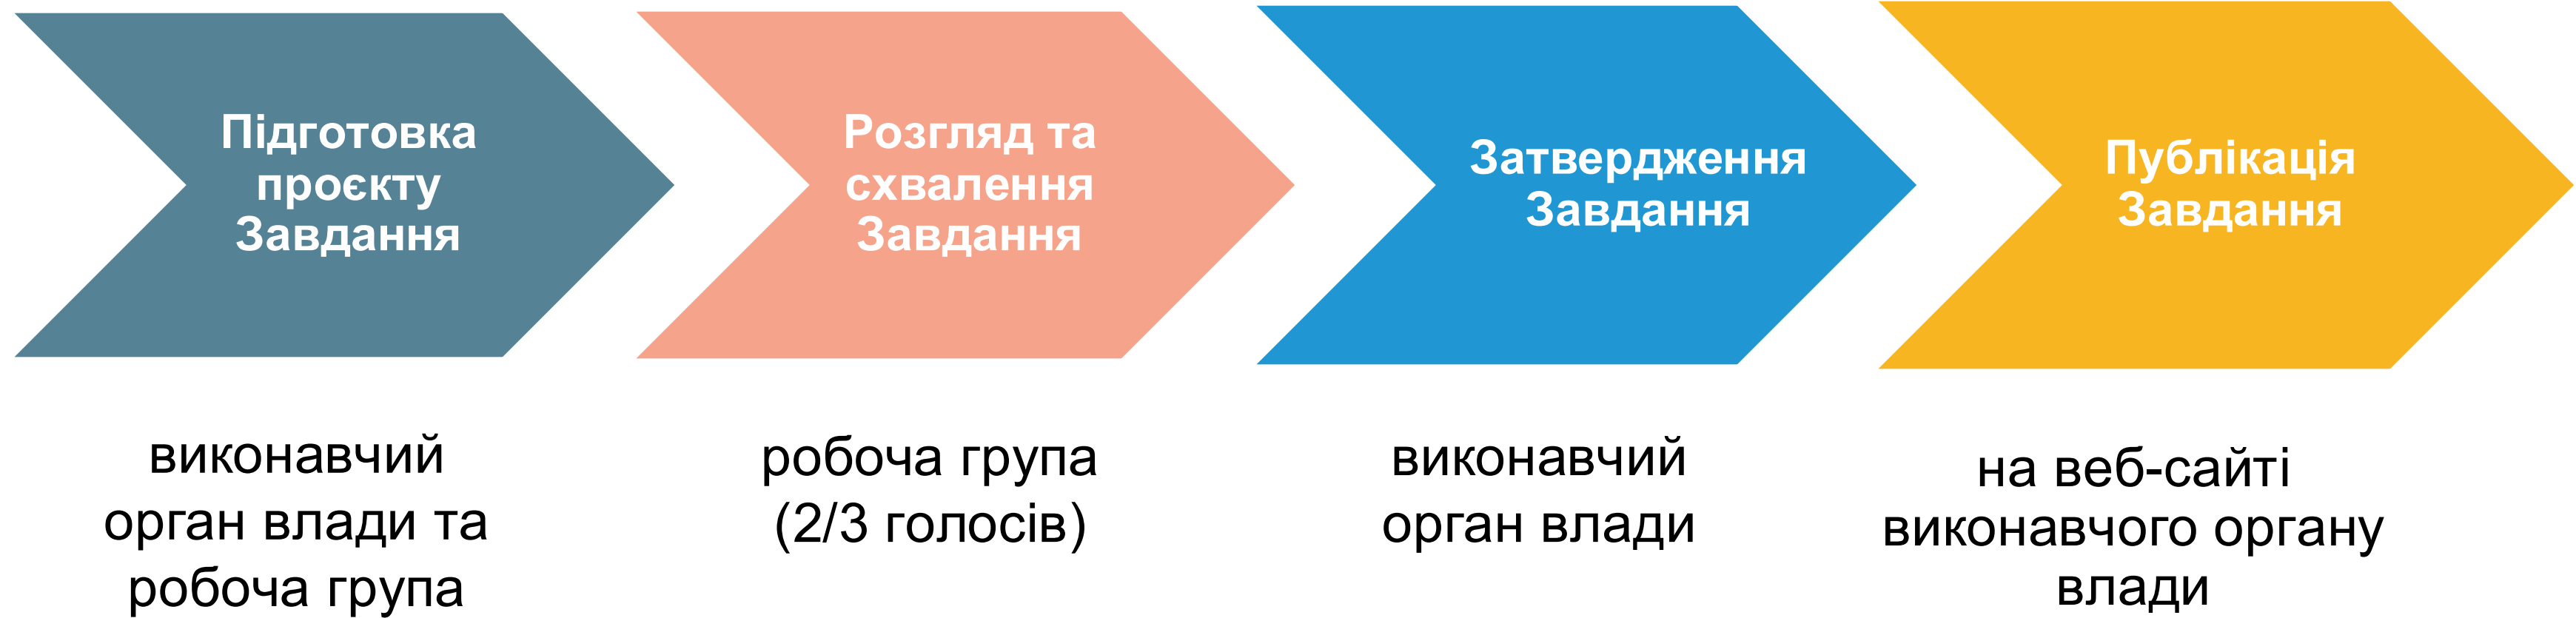 Підготовка
проєкту
Завдання
виконавчий
орган влади та
робоча група
Розгляд та
схвалення
Завдання
робоча група
(2/3 голосів)
Затвердження
Завдання
виконавчий
орган влади
Публікація
Завдання
на веб-сайті
виконавчого органу
влади